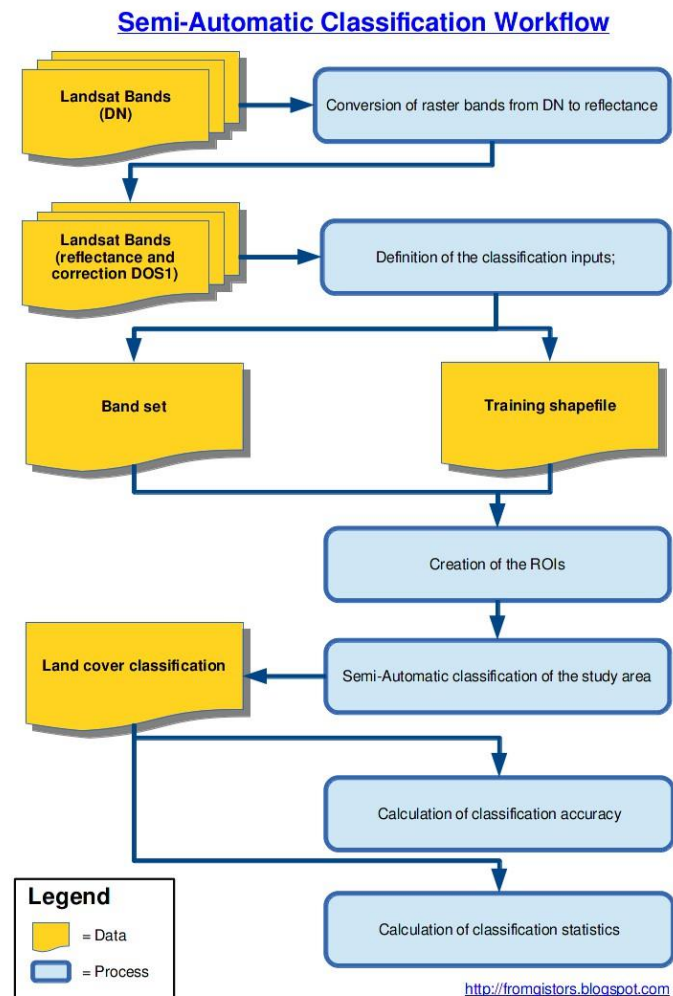 Semi-Automatic Classification Workflow
Landsat Bands
(DN)
Conversion of raster bands from DN to reflectance
Landsat Bands
(reflectance and
correction DOS1)
Definition of the classification inputs;
Band set
Training shapefile
Creation of the ROIs
Land cover classification
Semi-Automatic classification of the study area
Calculation of classification accuracy
Calculation of classification statistics
Legend
= Data
= Process
http://fromgistors.blogspot.com